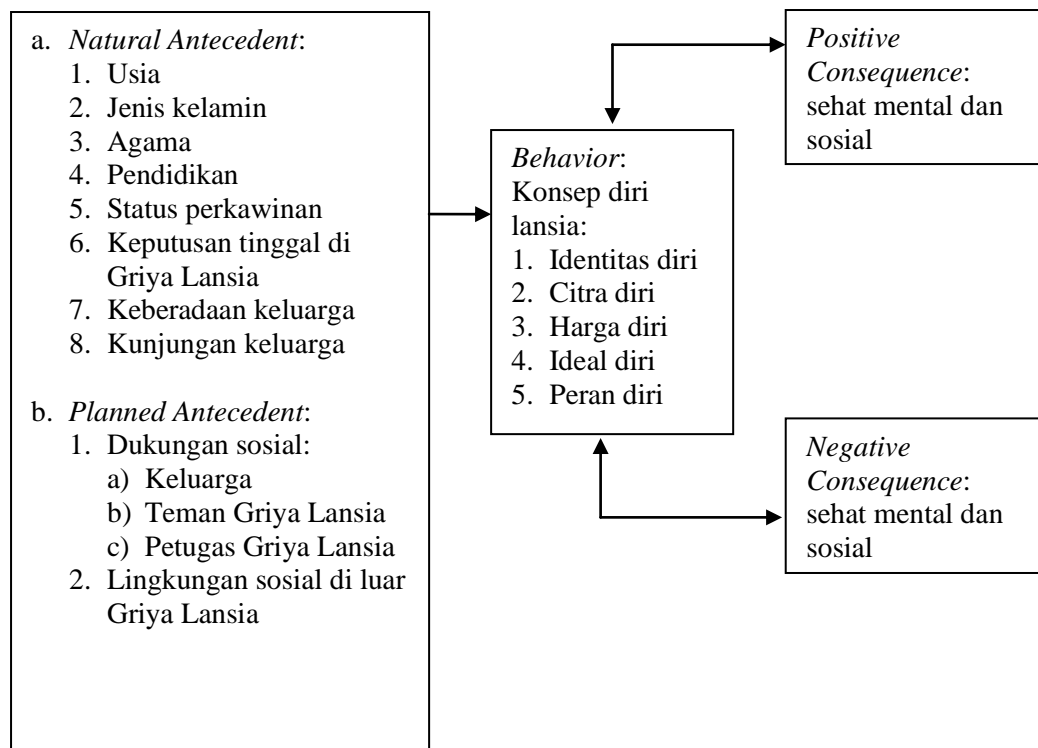 a. Natural Antecedent:
1. Usia
2. Jenis kelamin
3. Agama
4. Pendidikan
5. Status perkawinan
6. Keputusan tinggal di
Griya Lansia
7. Keberadaan keluarga
8. Kunjungan keluarga
b. Planned Antecedent:
1. Dukungan sosial:
a) Keluarga
b) Teman Griya Lansia
c) Petugas Griya Lansia
2. Lingkungan sosial di luar
Griya Lansia
Behavior:
Konsep diri
lansia:
1. Identitas diri
2. Citra diri
3. Harga diri
4. Ideal diri
5. Peran diri
Positive
Consequence:
sehat mental dan
sosial
Negative
Consequence:
sehat mental dan
sosial